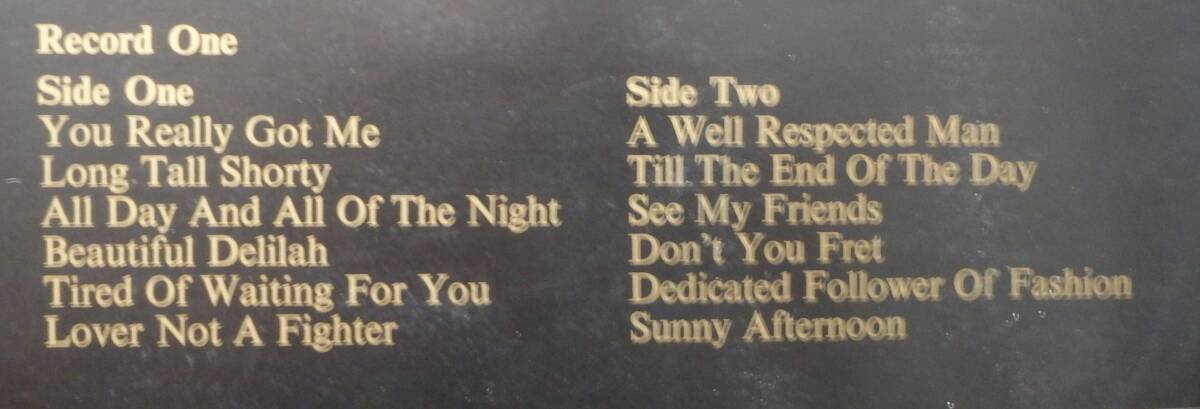 Record One
Side One
You Really Got Me
Long Tall Shorty
All Day And All Of The Night
Beautiful Delilah
Tired Of Waiting For You
Lover Not A Fighter
Side Two
A Well Respected Man
Till The End Of The Day
See My Friends
Don't You Fret
Dedicated Follower Of Fashion
Sunny Afternoon